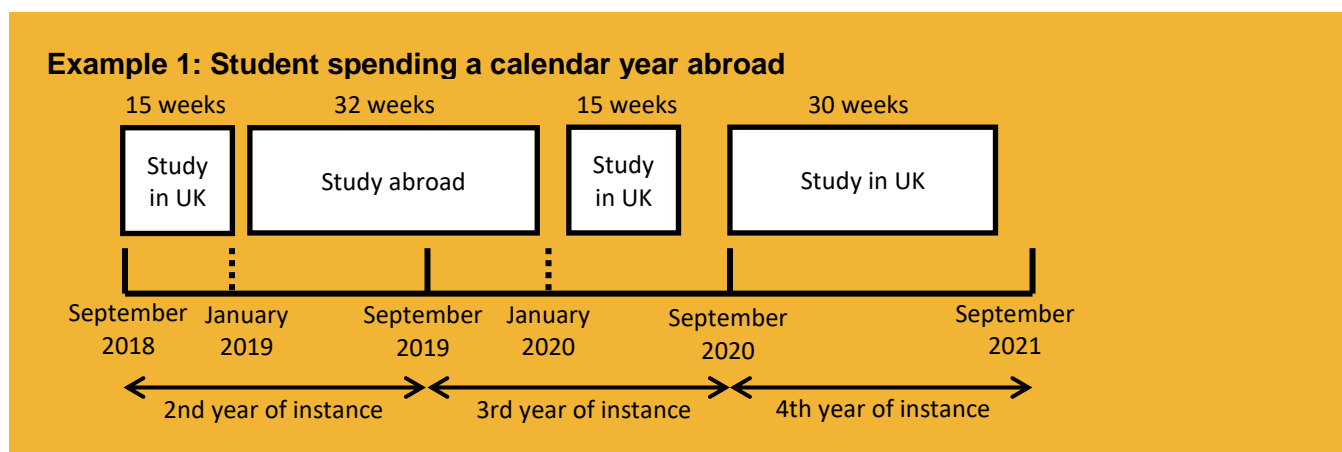 Example 1: Student spending a calendar year abroad
15 weeks 32 weeks 15 weeks 30 weeks
Study
in UK
Study abroad
Study
in UK
Study in UK
September
2018
January
2019
September
2019
January
2020
September
2020
September
2021
2nd year of instance 3rd year of instance 4th year of instance